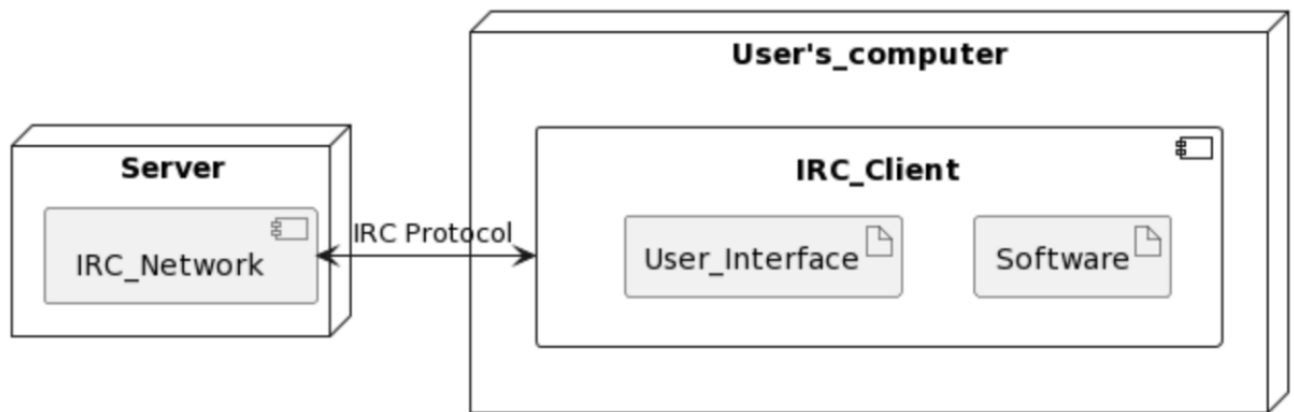 User's_computer
Server
IRC_Client
IRC Protocol
IRC_Network
User_Interface
Software